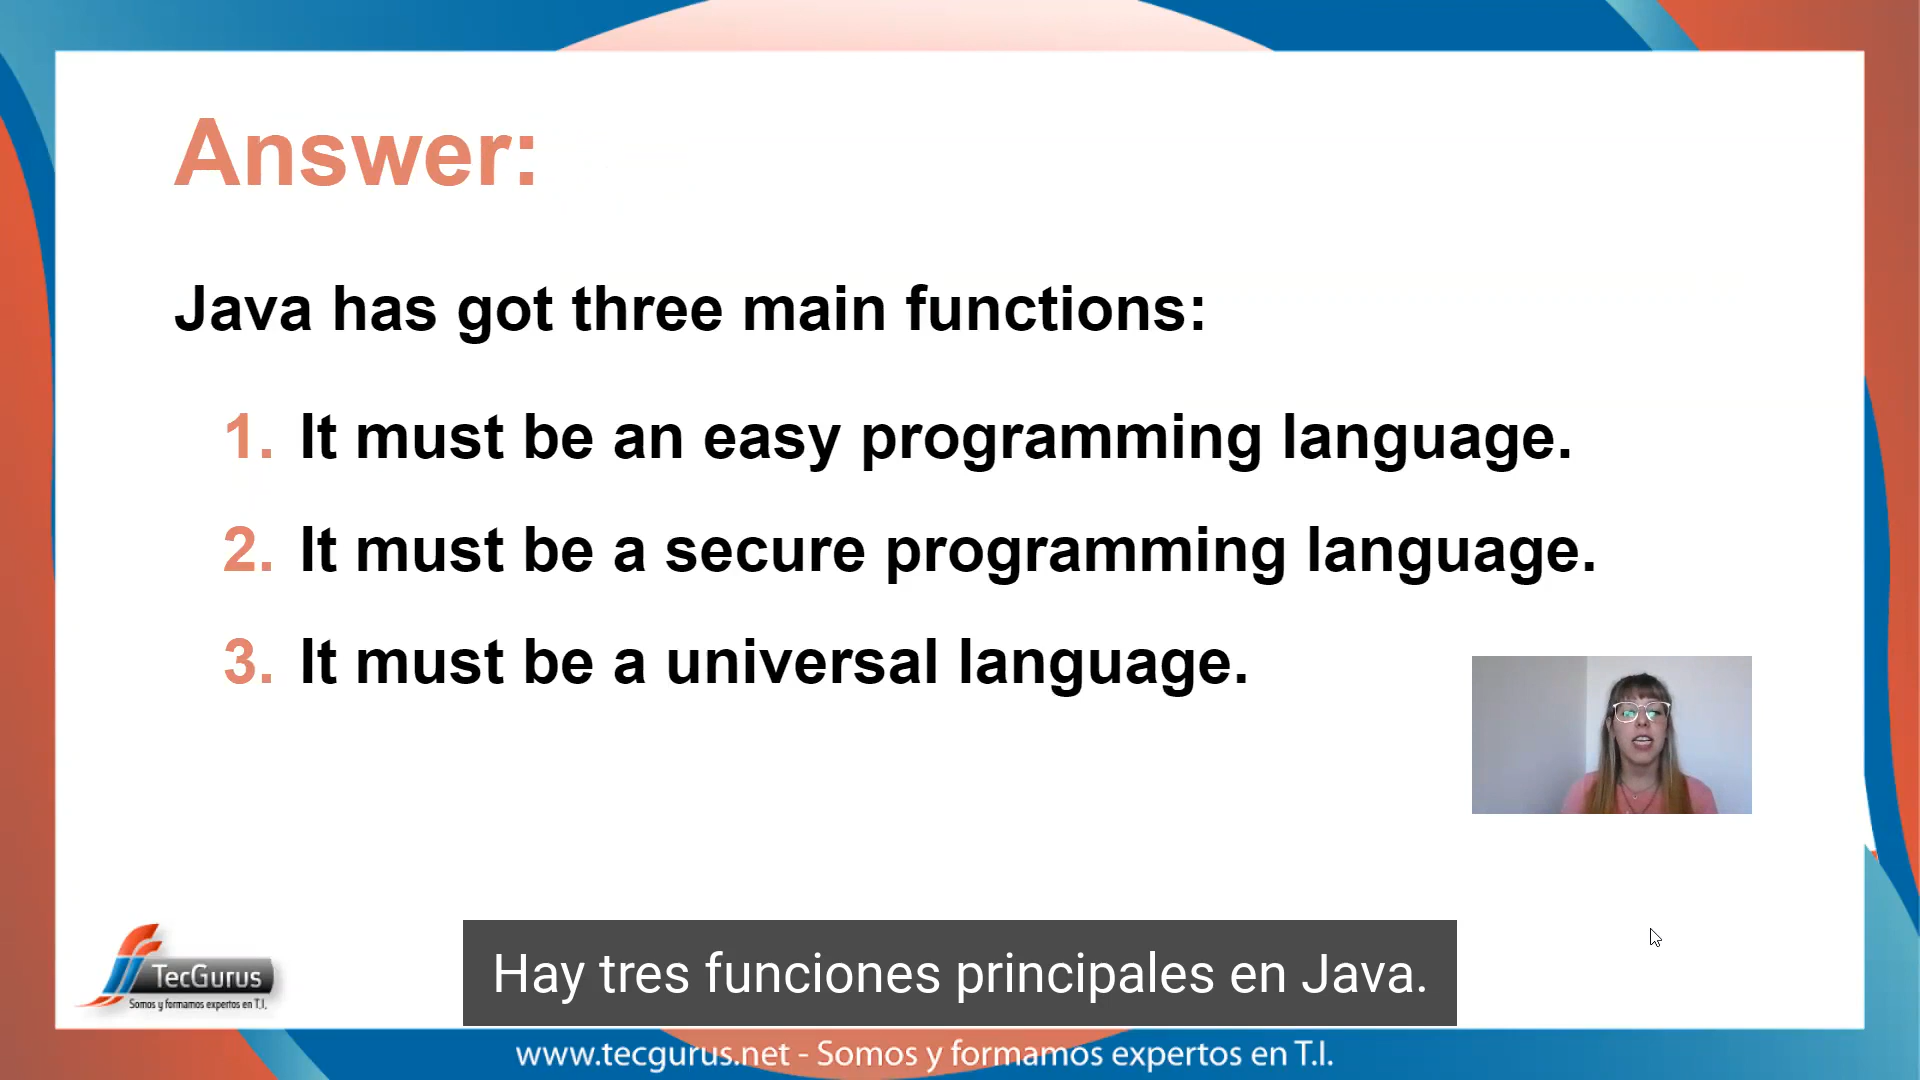 Answer:
Java has got three main functions:
1. It must be an easy programming language.
2. It must be a secure programming language.
3. It must be a universal language.
TecGurus
Somos y formamos expertos en T.I.
Hay tres funciones principales en Java.
www.tecgurus.net - Somos y formamos expertos en T.I.